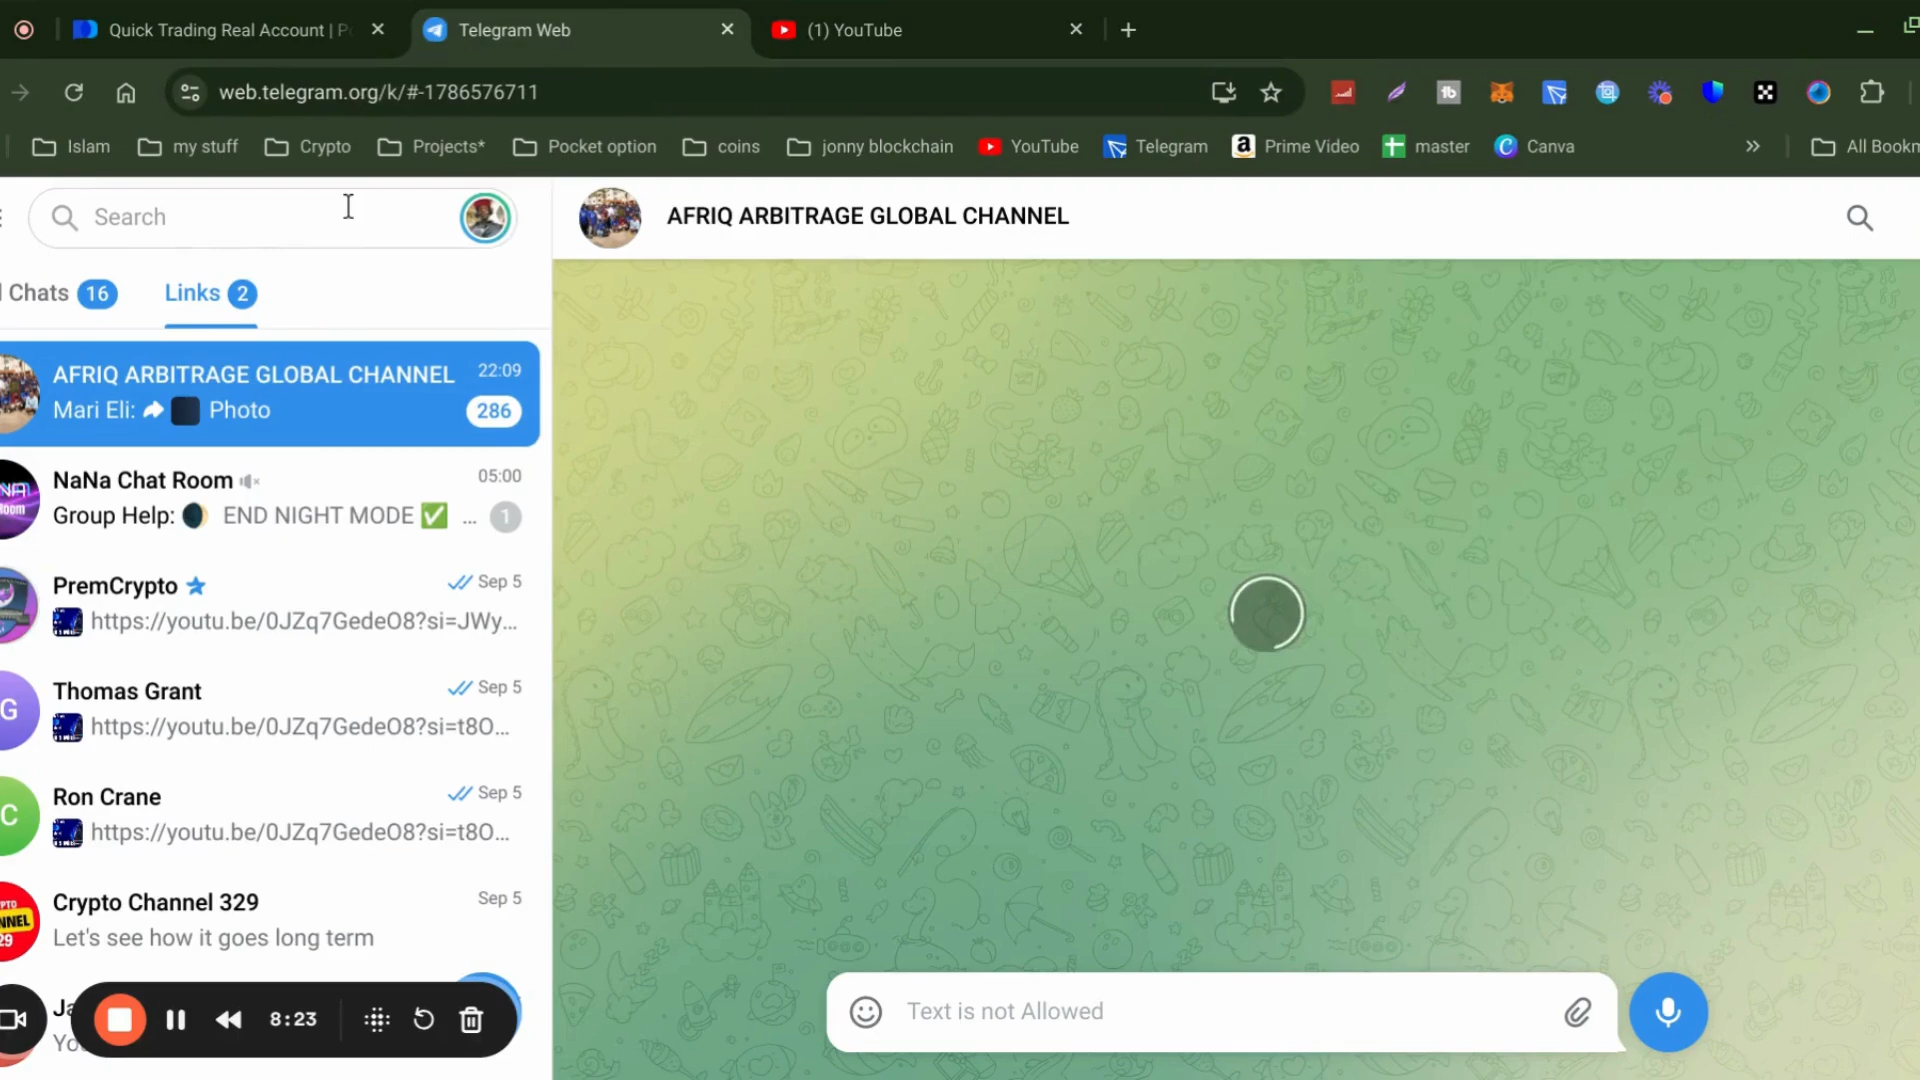 Quick Trading Real Account | P
Telegram Web
(1) YouTube
web.telegram.org/k/#-1786576711
Islam
my stuff
Crypto
Projects*
Pocket option
coins
jonny blockchain
YouTube
Telegram
Prime Video
master
Canva
All Bookm
Search
AFRIQ ARBITRAGE GLOBAL CHANNEL
Chats 16
Links 2
AFRIQ ARBITRAGE GLOBAL CHANNEL 22:09
Mari Eli: Photo 286
NaNa Chat Room 05:00
Group Help: END NIGHT MODE ... 1
PremCrypto Sep 5
https://youtu.be/0JZq7GedeO8?si=JWy...
G
Thomas Grant Sep 5
https://youtu.be/0JZq7GedeO8?si=t8O...
C
Ron Crane Sep 5
https://youtu.be/0JZq7GedeO8?si=t8O...
Crypto Channel 329 Sep 5
Let's see how it goes long term
8:23
Text is not Allowed